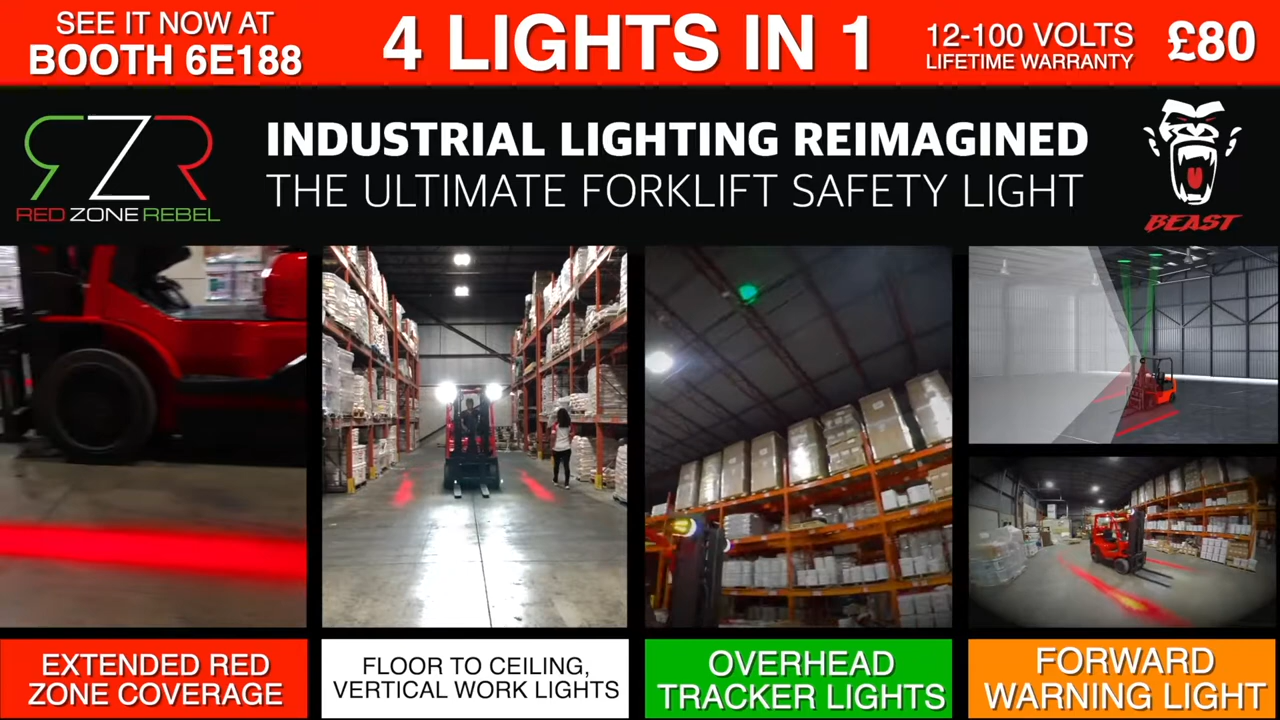 SEE IT NOW AT
BOOTH 6E188
4 LIGHTS IN 1
12-100 VOLTS
LIFETIME WARRANTY
£80
RZR
RED ZONE REBEL
INDUSTRIAL LIGHTING REIMAGINED
THE ULTIMATE FORKLIFT SAFETY LIGHT
BEAST
EXTENDED RED
ZONE COVERAGE
FLOOR TO CEILING,
VERTICAL WORK LIGHTS
OVERHEAD
TRACKER LIGHTS
FORWARD
WARNING LIGHT